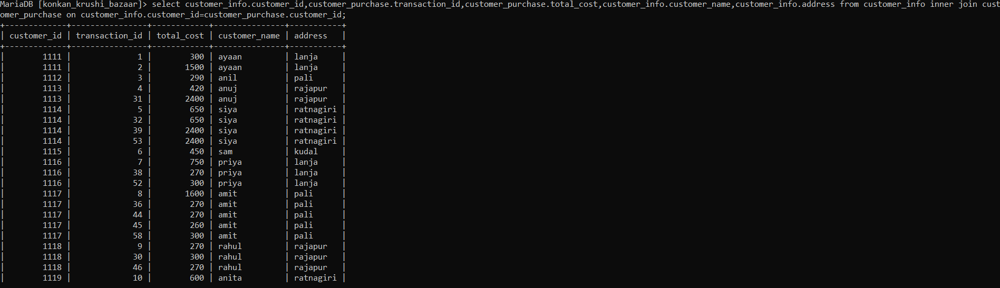 MariaDB [konkan_krushi_bazaar]> select customer_info.customer_id,customer_purchase.transaction_id,customer_purchase.total_cost,customer_info.customer_name,customer_info.address from customer_info inner join cust
omer_purchase on customer_info.customer_id=customer_purchase.customer_id;
+-------------+----------------+------------+---------------+-----------+
| customer_id | transaction_id | total_cost | customer_name | address   |
+-------------+----------------+------------+---------------+-----------+
|        1111 |              1 |        300 | ayaan         | lanja     |
|        1111 |              2 |       1500 | ayaan         | lanja     |
|        1112 |              3 |        290 | anil          | pali      |
|        1113 |              4 |        420 | anuj          | rajapur   |
|        1113 |             31 |       2400 | anuj          | rajapur   |
|        1114 |              5 |        650 | siya          | ratnagiri |
|        1114 |             32 |        650 | siya          | ratnagiri |
|        1114 |             39 |       2400 | siya          | ratnagiri |
|        1114 |             53 |       2400 | siya          | ratnagiri |
|        1115 |              6 |        450 | sam           | kudal     |
|        1116 |              7 |        750 | priya         | lanja     |
|        1116 |             38 |        270 | priya         | lanja     |
|        1116 |             52 |        300 | priya         | lanja     |
|        1117 |              8 |       1600 | amit          | pali      |
|        1117 |             36 |        270 | amit          | pali      |
|        1117 |             44 |        270 | amit          | pali      |
|        1117 |             45 |        260 | amit          | pali      |
|        1117 |             58 |        300 | amit          | pali      |
|        1118 |              9 |        270 | rahul         | rajapur   |
|        1118 |             30 |        300 | rahul         | rajapur   |
|        1118 |             46 |        270 | rahul         | rajapur   |
|        1119 |             10 |        600 | anita         | ratnagiri |